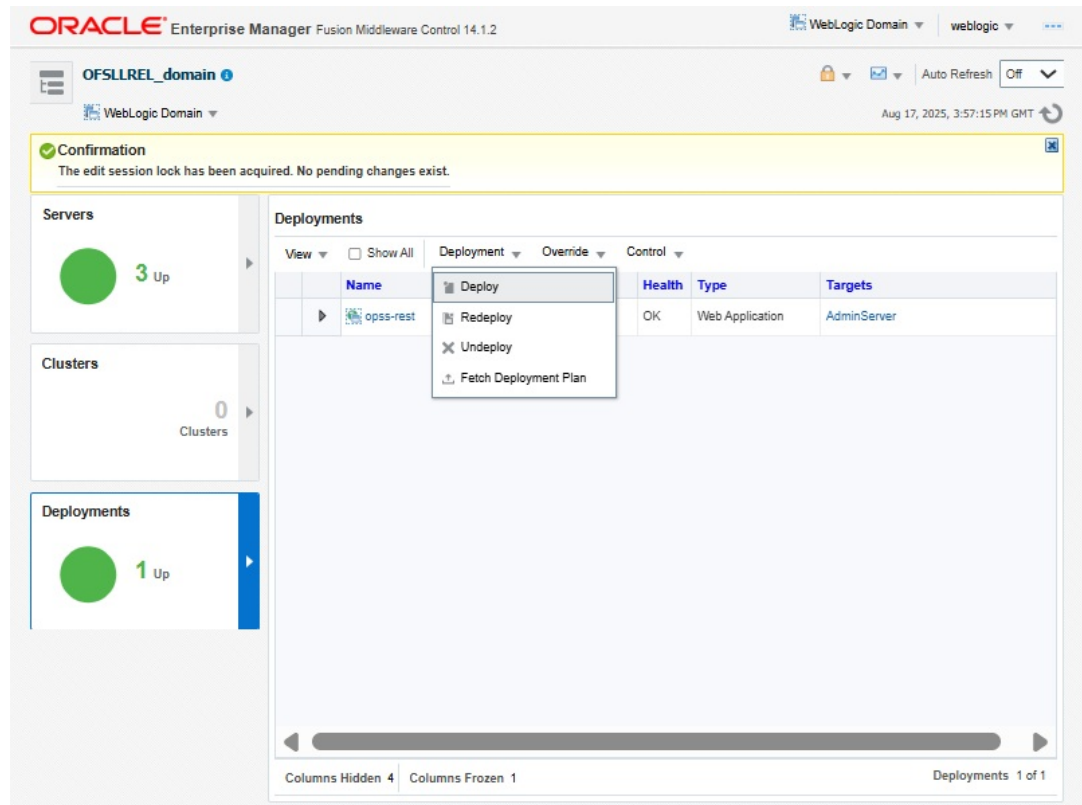 ORACLE Enterprise Manager Fusion Middleware Control 14.1.2
WebLogic Domain weblogic
OFSLLREL_domain
Auto Refresh Off
WebLogic Domain
Aug 17, 2025, 3:57:15 PM GMT
Confirmation
The edit session lock has been acquired. No pending changes exist.
Servers
3 Up
Clusters
0
Clusters
Deployments
1 Up
Deployments
View Show All Deployment Override Control
Name Health Type Targets
opss-rest OK Web Application AdminServer
Deploy
Redeploy
Undeploy
Fetch Deployment Plan
Columns Hidden 4 Columns Frozen 1
Deployments 1 of 1